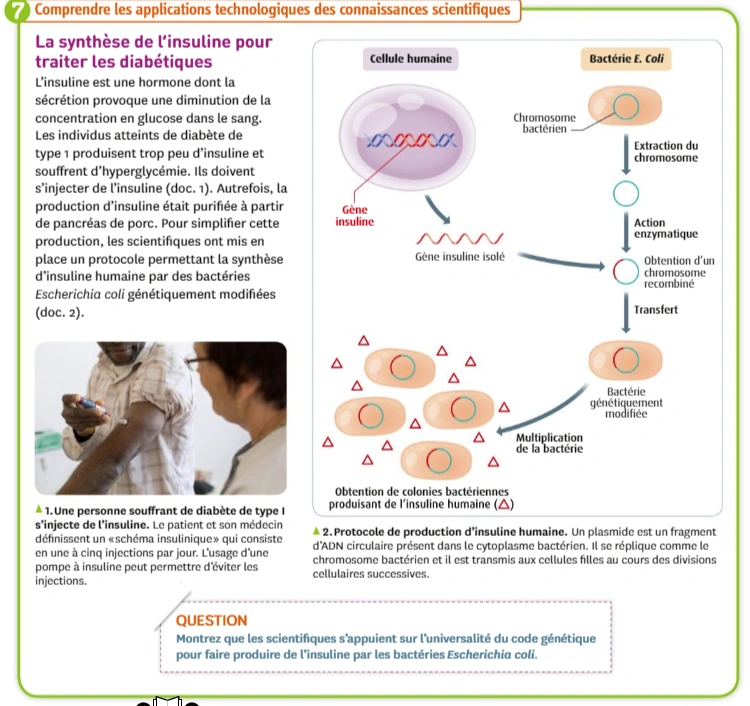 7 Comprendre les applications technologiques des connaissances scientifiques
La synthèse de l'insuline pour
traiter les diabétiques
L'insuline est une hormone dont la
sécrétion provoque une diminution de la
concentration en glucose dans le sang.
Les individus atteints de diabète de
type 1 produisent trop peu d'insuline et
souffrent d'hyperglycémie. Ils doivent
s'injecter de l'insuline (doc. 1). Autrefois, la
production d'insuline était purifiée à partir
de pancréas de porc. Pour simplifier cette
production, les scientifiques ont mis en
place un protocole permettant la synthèse
d'insuline humaine par des bactéries
Escherichia coli génétiquement modifiées
(doc. 2).
1. Une personne souffrant de diabète de type I
s'injecte de l'insuline. Le patient et son médecin
définissent un «schéma insulinique» qui consiste
en une à cinq injections par jour. L'usage d'une
pompe à insuline peut permettre d'éviter les
injections.
Cellule humaine
Bactérie E. Coli
Chromosome
bactérien
Extraction du
chromosome
Gène
insuline
Action
enzymatique
Gène insuline isolé
Obtention d'un
chromosome
recombiné
Transfert
Bactérie
génétiquement
modifiée
Multiplication
de la bactérie
Obtention de colonies bactériennes
produisant de l'insuline humaine (△)
2. Protocole de production d'insuline humaine. Un plasmide est un fragment
d'ADN circulaire présent dans le cytoplasme bactérien. Il se réplique comme le
chromosome bactérien et il est transmis aux cellules filles au cours des divisions
cellulaires successives.
QUESTION
Montrez que les scientifiques s'appuient sur l'universalité du code génétique
pour faire produire de l'insuline par les bactéries Escherichia coli.